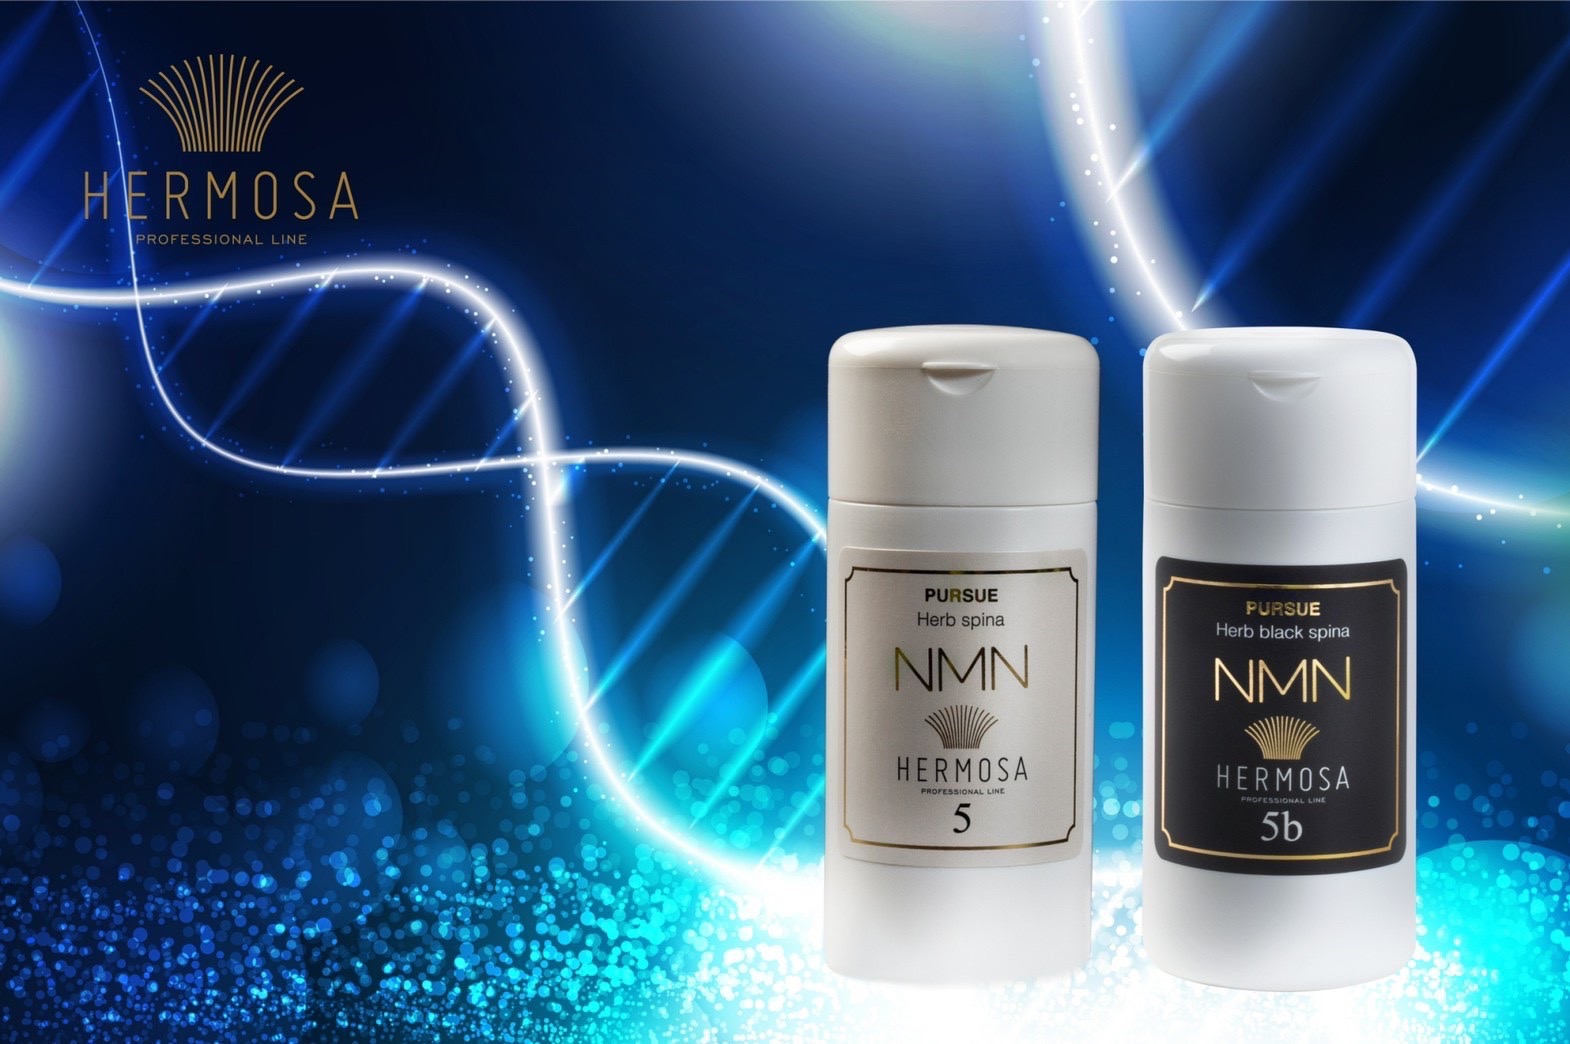 HERMOSA
PROFESSIONAL LINE
PURSUE
Herb spina
NMN
HERMOSA
PROFESSIONAL LINE
5
PURSUE
Herb black spina
NMN
HERMOSA
PROFESSIONAL LINE
5b